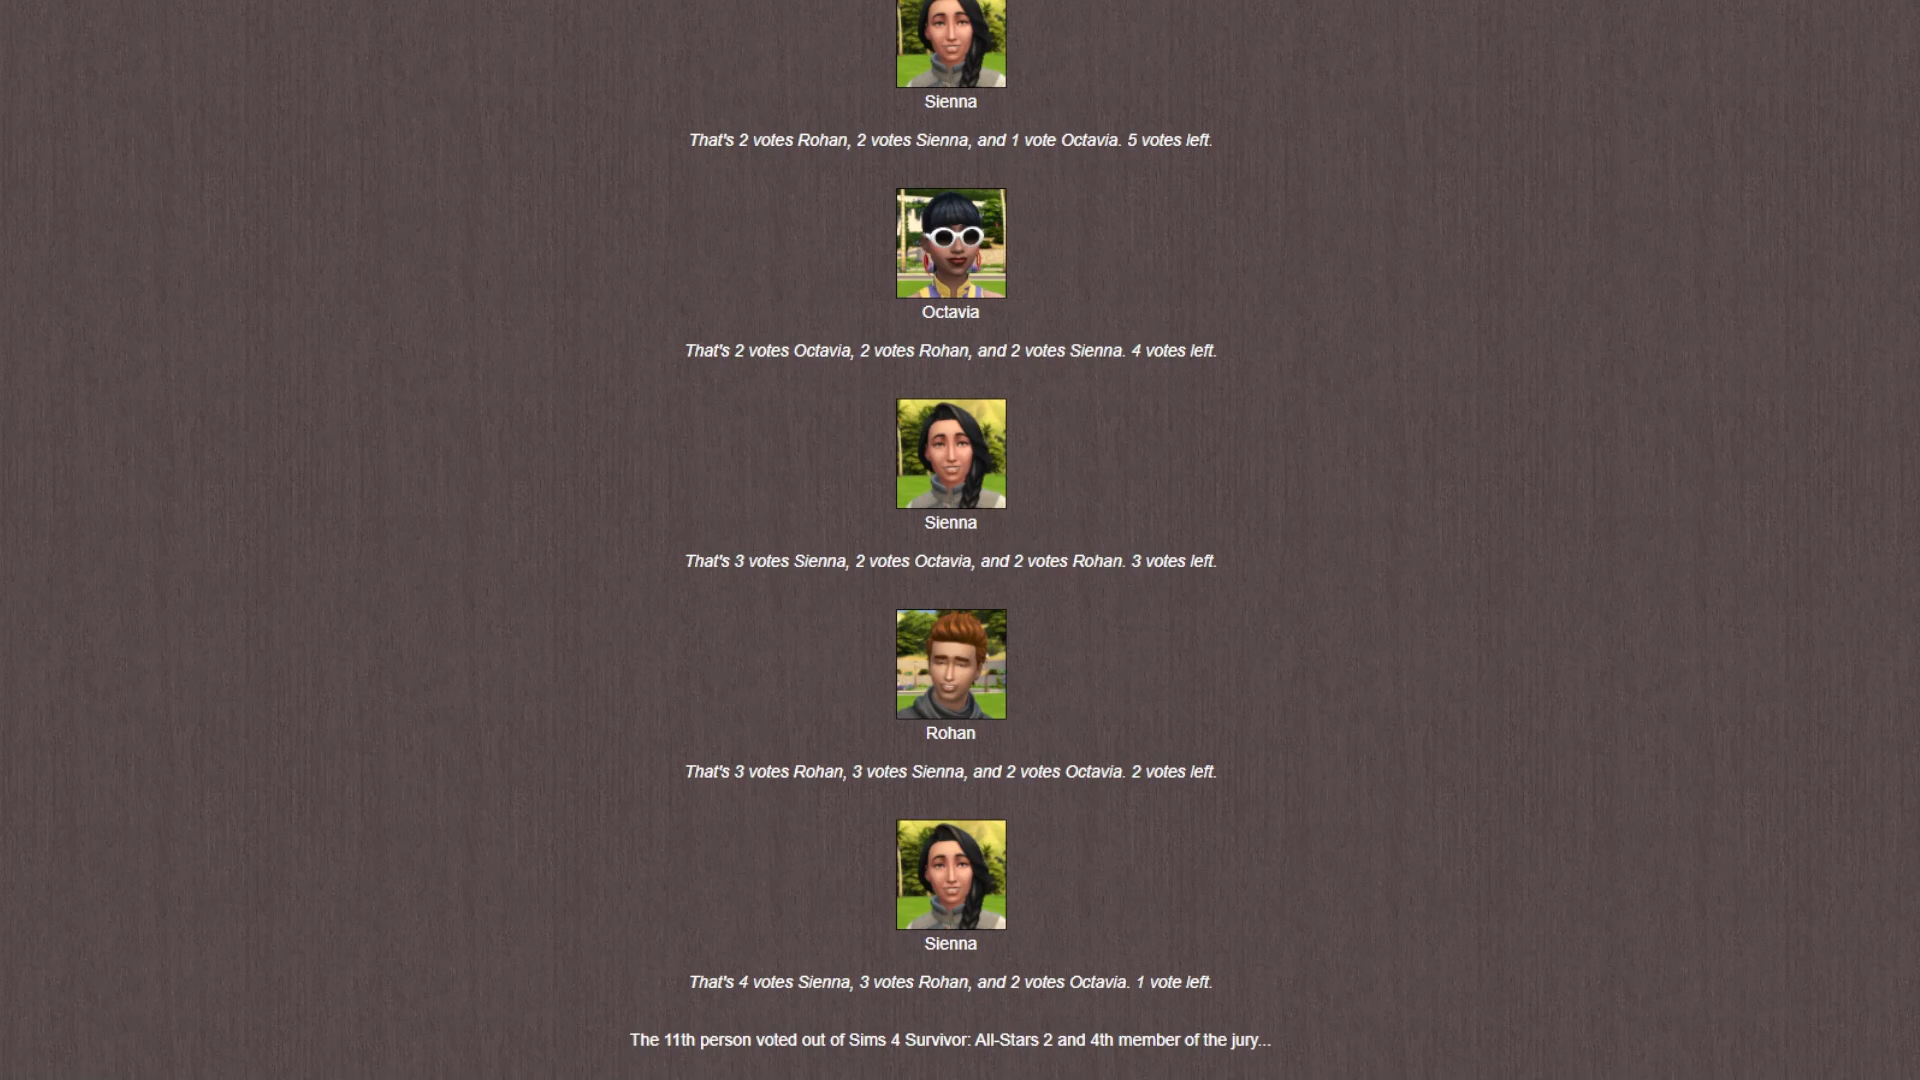 Sienna
That's 2 votes Rohan, 2 votes Sienna, and 1 vote Octavia. 5 votes left.
Octavia
That's 2 votes Octavia, 2 votes Rohan, and 2 votes Sienna. 4 votes left.
Sienna
That's 3 votes Sienna, 2 votes Octavia, and 2 votes Rohan. 3 votes left.
Rohan
That's 3 votes Rohan, 3 votes Sienna, and 2 votes Octavia. 2 votes left.
Sienna
That's 4 votes Sienna, 3 votes Rohan, and 2 votes Octavia. 1 vote left.
The 11th person voted out of Sims 4 Survivor: All-Stars 2 and 4th member of the jury...